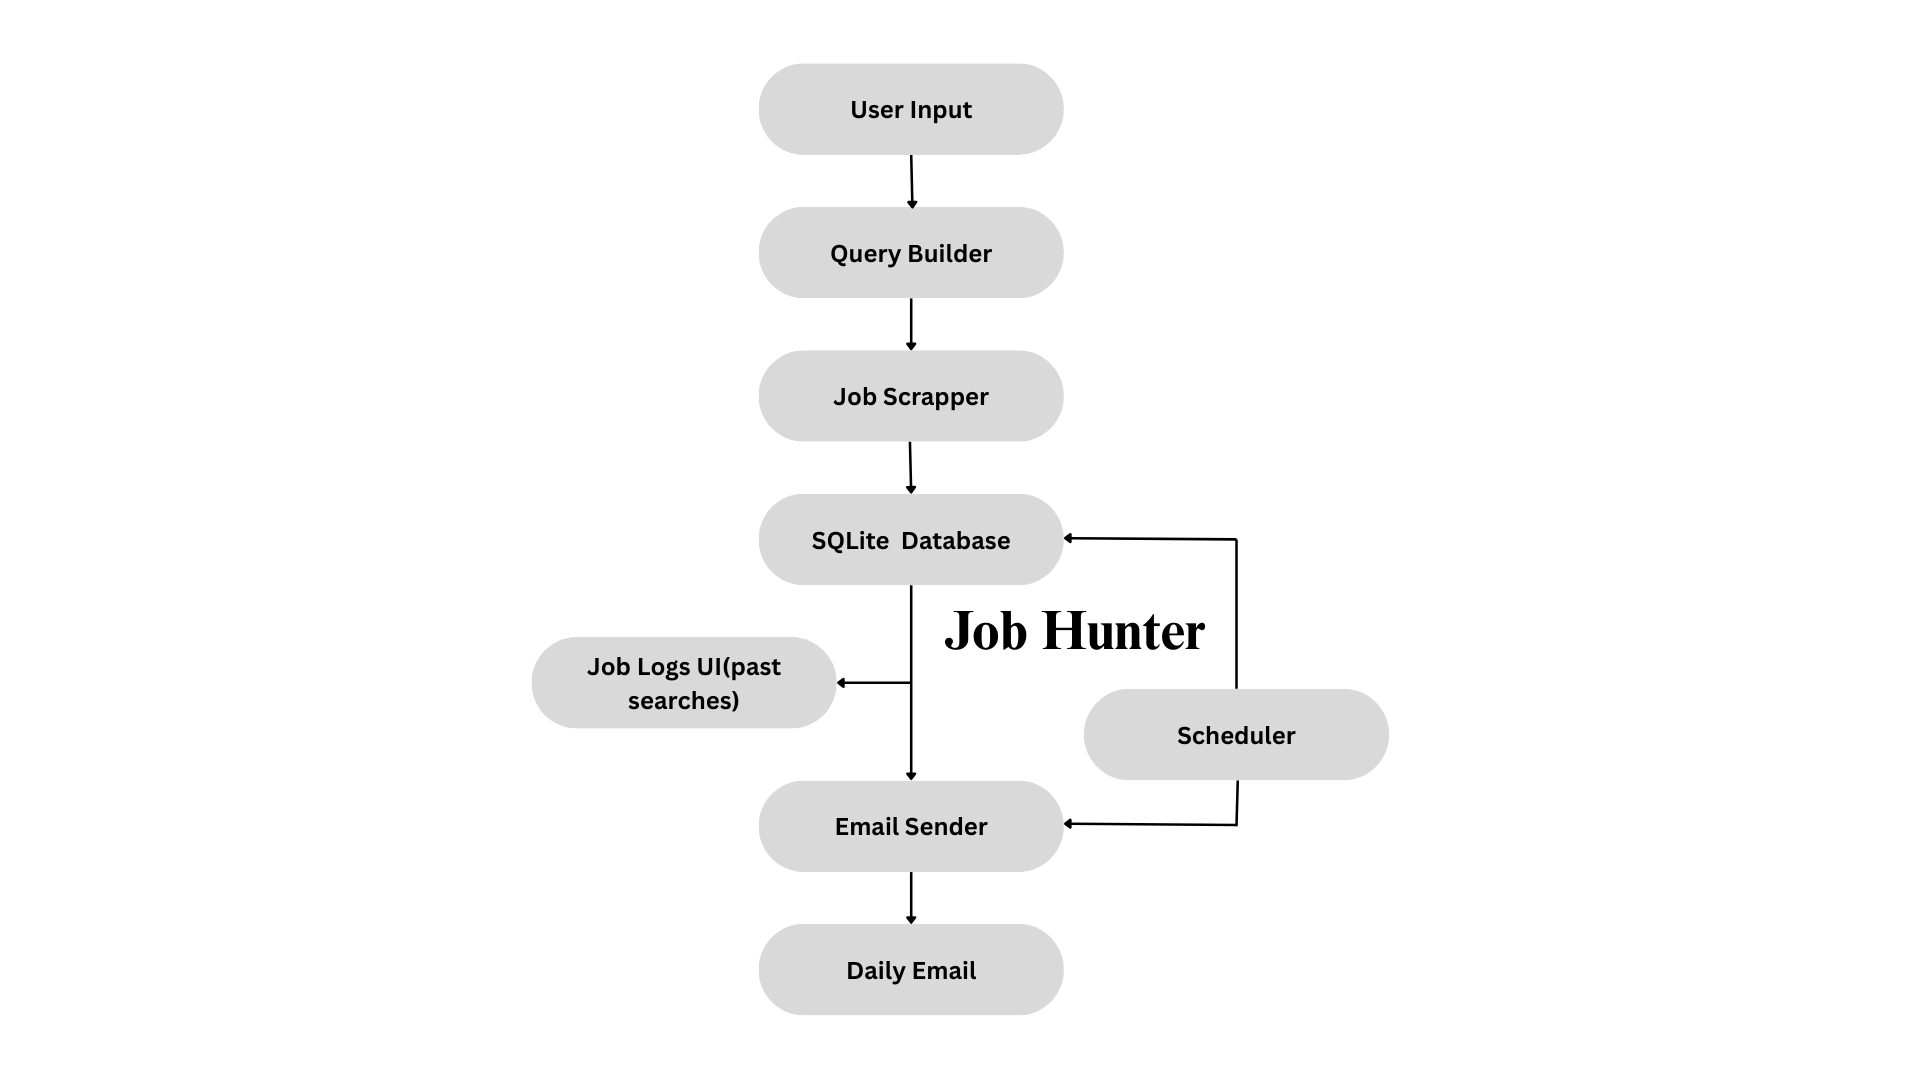 User Input
Query Builder
Job Scrapper
SQLite  Database
Job Hunter
Job Logs UI(past
searches)
Scheduler
Email Sender
Daily Email